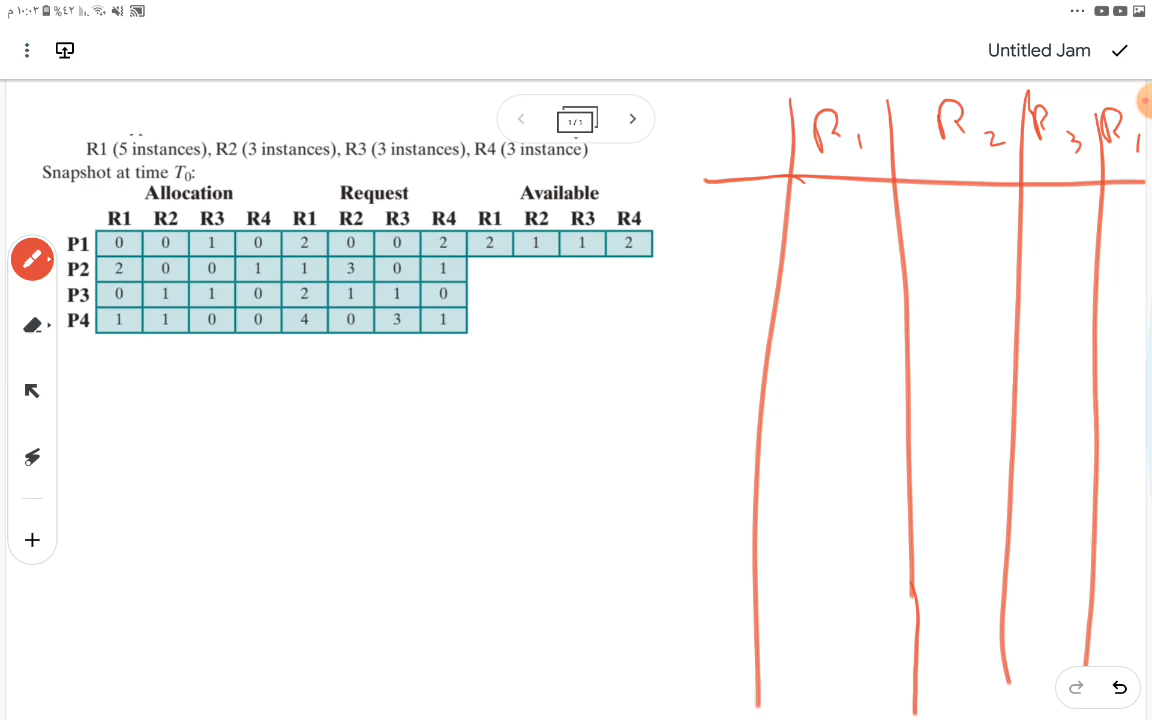 م ١٠:٠٣ %٤٢
Untitled Jam
1 / 1
R1 (5 instances), R2 (3 instances), R3 (3 instances), R4 (3 instance)
Snapshot at time T0:
Allocation Request Available
R1 R2 R3 R4 R1 R2 R3 R4 R1 R2 R3 R4
P1 0 0 1 0 2 0 0 2 2 1 1 2
P2 2 0 0 1 1 3 0 1
P3 0 1 1 0 2 1 1 0
P4 1 1 0 0 4 0 3 1
R1 R2 R3 R1